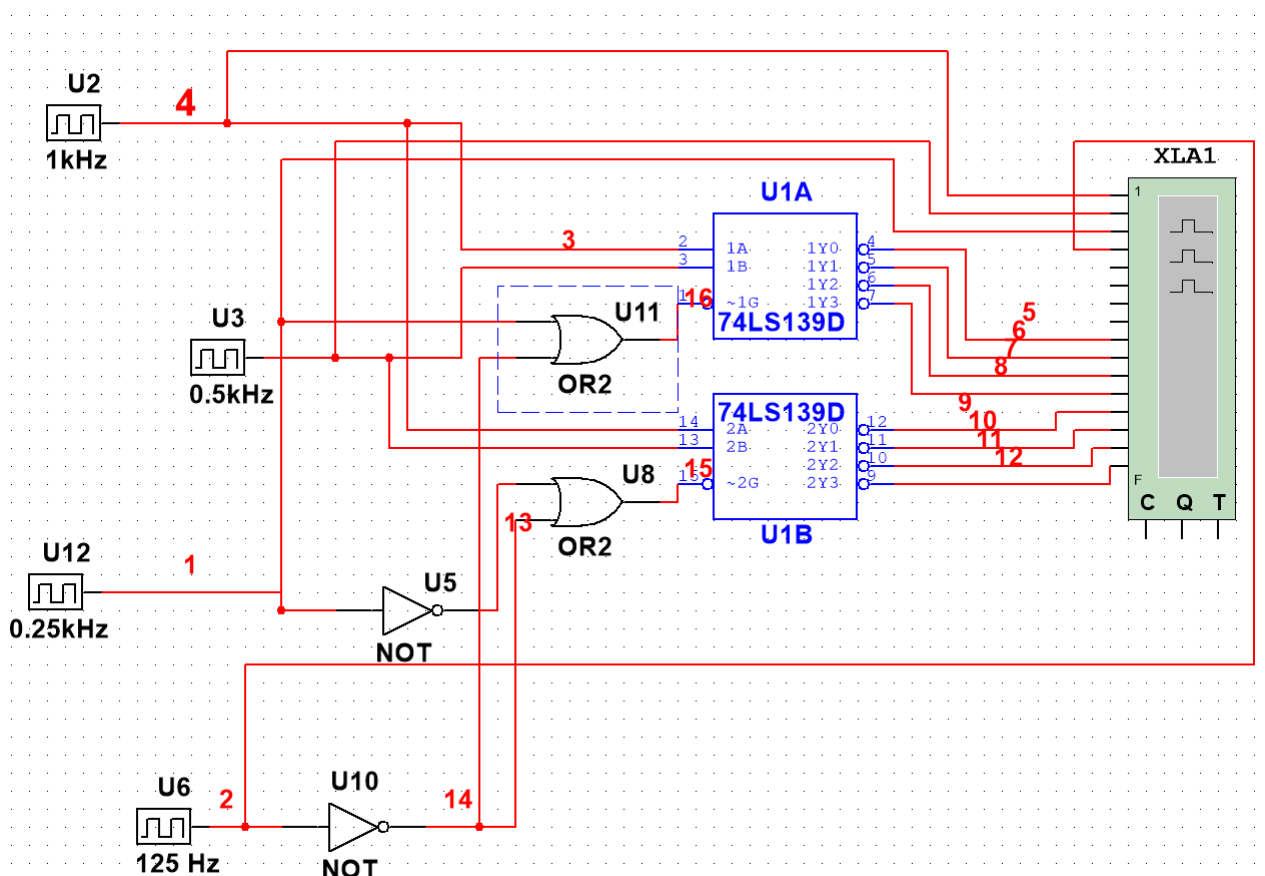 U2
4
1kHz
XLA1
1
U1A
3
2 1A 1Y0 4
3 1B 1Y1 5
1Y2 6
1 16 ~1G 1Y3 7
74LS139D
U11
OR2
5
6
7
8
9
10
11
12
U3
0.5kHz
74LS139D
14 2A 2Y0 12
13 2B 2Y1 11
2Y2 10
15 15 ~2G 2Y3 9
U1B
U8
13
OR2
F
C Q T
U12
1
0.25kHz
U5
NOT
U6
2
125 Hz
U10
14
NOT